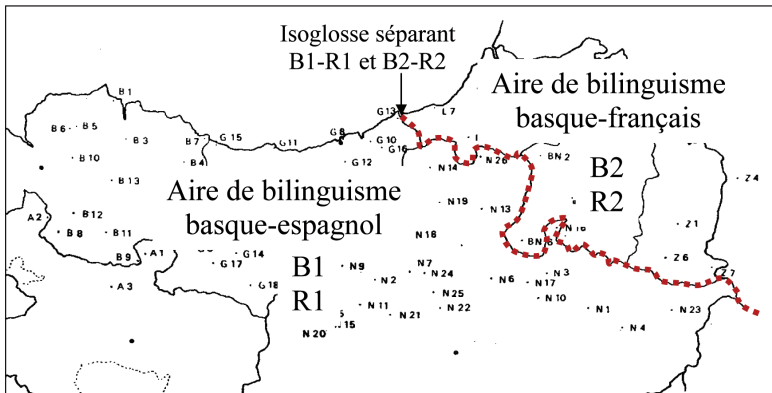 Isoglosse séparant
B1-R1 et B2-R2
Aire de bilinguisme
basque-français
B2
R2
Aire de bilinguisme
basque-espagnol
B1
R1
B1
B6
B5
B3
B7
G15
G11
G8
G13
L7
G10
G16
B10
B4
G12
N14
N26
BN2
B13
Z4
A2
B12
B8
B11
N19
N13
N18
Z1
B9
A1
G14
G17
Z6
Z7
A3
G18
N9
N2
N7
N24
N6
N3
N17
N10
N25
N11
N21
N22
N1
N23
N4
N20